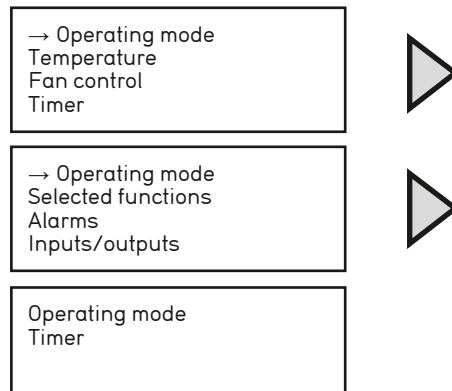 → Operating mode
Temperature
Fan control
Timer
→ Operating mode
Selected functions
Alarms
Inputs/outputs
Operating mode
Timer